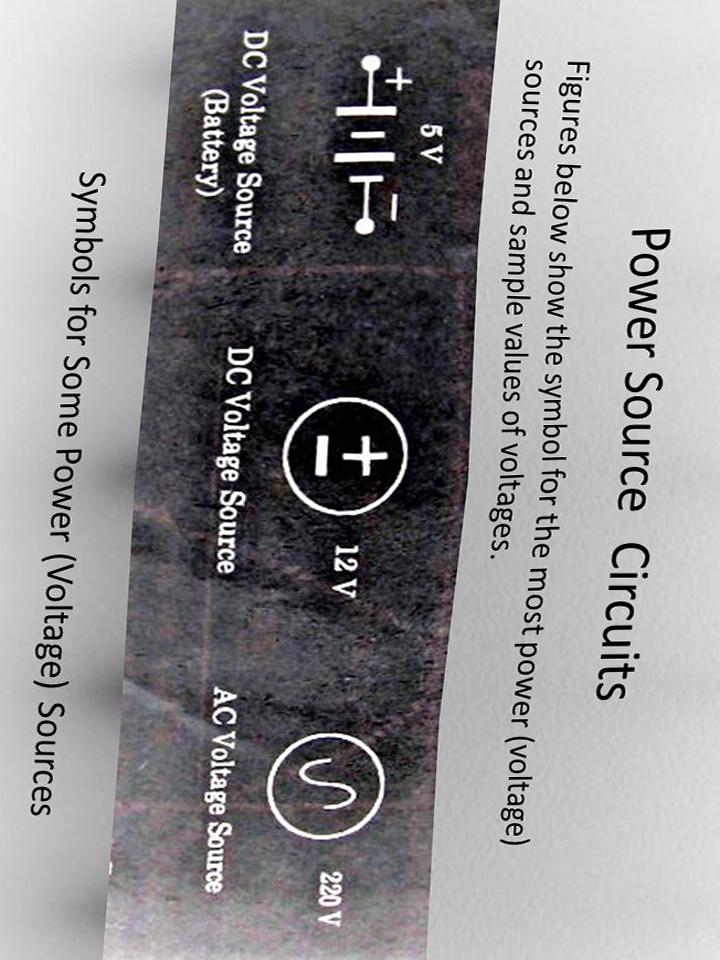 Power Source Circuits
Figures below show the symbol for the most power (voltage)
sources and sample values of voltages.
5 V
+ −
DC Voltage Source
(Battery)
+
−
12 V
DC Voltage Source
220 V
AC Voltage Source
Symbols for Some Power (Voltage) Sources